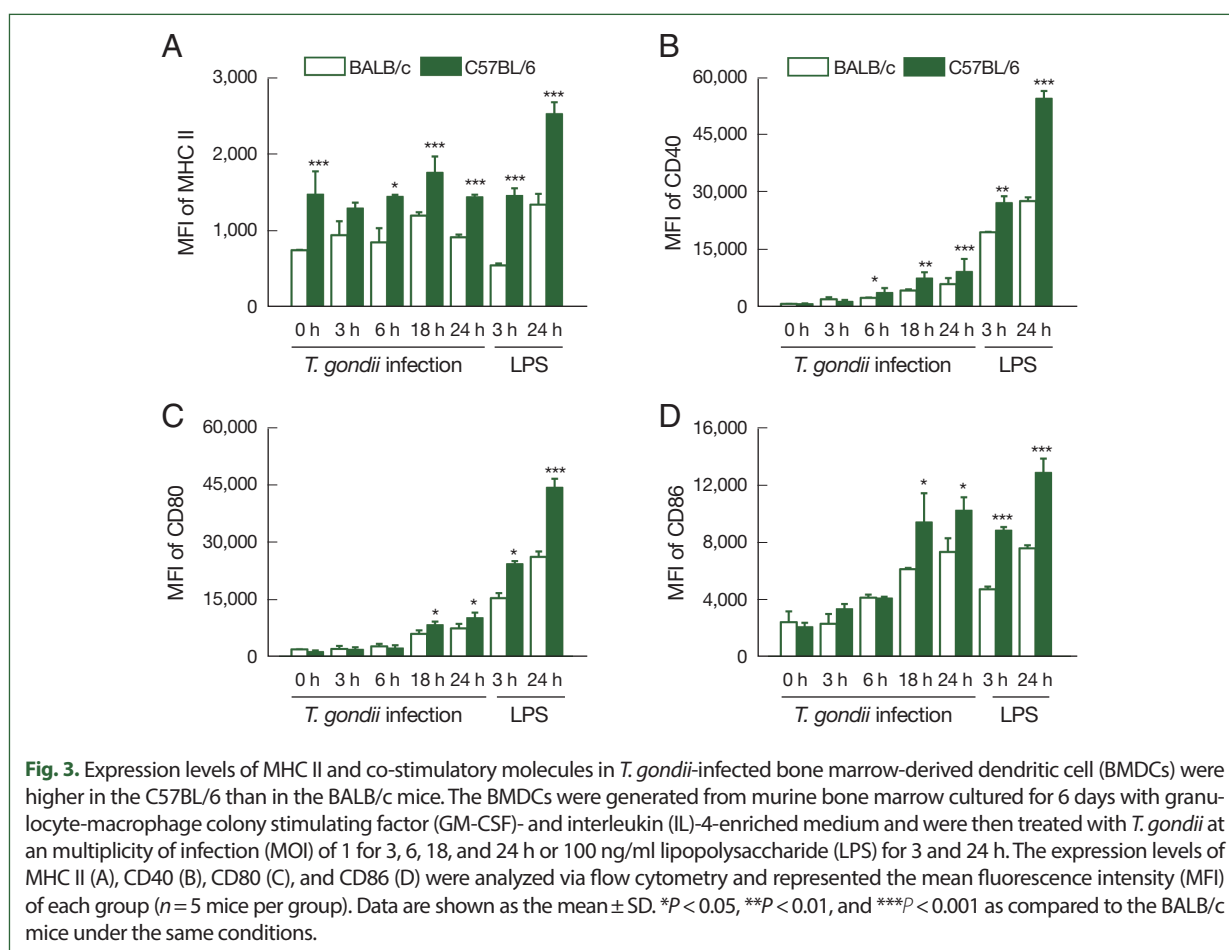 A
BALB/c
C57BL/6
MFI of MHC II
3,000
2,000
1,000
0
***
*
***
***
***
***
0 h 3 h 6 h 18 h 24 h 3 h 24 h
T. gondii infection LPS
B
BALB/c
C57BL/6
MFI of CD40
60,000
45,000
30,000
15,000
0
*
**
***
**
***
0 h 3 h 6 h 18 h 24 h 3 h 24 h
T. gondii infection LPS
C
MFI of CD80
60,000
45,000
30,000
15,000
0
*
*
*
***
0 h 3 h 6 h 18 h 24 h 3 h 24 h
T. gondii infection LPS
D
MFI of CD86
16,000
12,000
8,000
4,000
0
*
*
***
***
0 h 3 h 6 h 18 h 24 h 3 h 24 h
T. gondii infection LPS
Fig. 3. Expression levels of MHC II and co-stimulatory molecules in T. gondii-infected bone marrow-derived dendritic cell (BMDCs) were
higher in the C57BL/6 than in the BALB/c mice. The BMDCs were generated from murine bone marrow cultured for 6 days with granu-
locyte-macrophage colony stimulating factor (GM-CSF)- and interleukin (IL)-4-enriched medium and were then treated with T. gondii at
an multiplicity of infection (MOI) of 1 for 3, 6, 18, and 24 h or 100 ng/ml lipopolysaccharide (LPS) for 3 and 24 h. The expression levels of
MHC II (A), CD40 (B), CD80 (C), and CD86 (D) were analyzed via flow cytometry and represented the mean fluorescence intensity (MFI)
of each group (n = 5 mice per group). Data are shown as the mean ± SD. *P < 0.05, **P < 0.01, and ***P < 0.001 as compared to the BALB/c
mice under the same conditions.